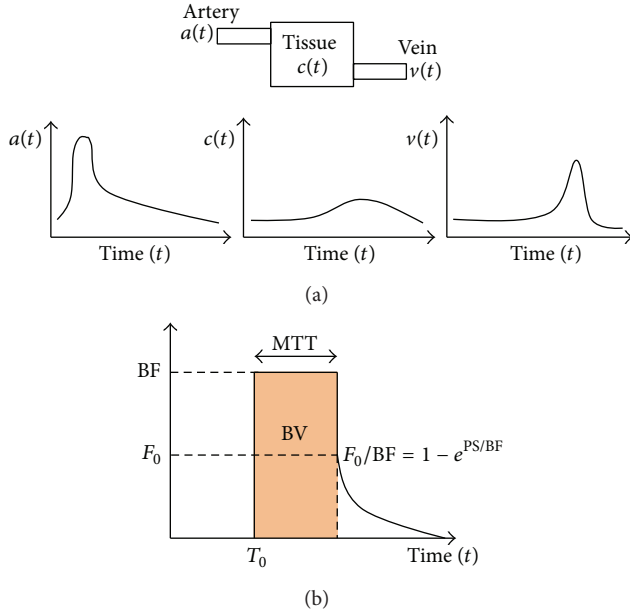 Artery
a(t)
Tissue
c(t)
Vein
v(t)
a(t)
Time (t)
c(t)
Time (t)
v(t)
Time (t)
(a)
MTT
BF
BV
F₀
F₀/BF = 1 − e^PS/BF
T₀
Time (t)
(b)